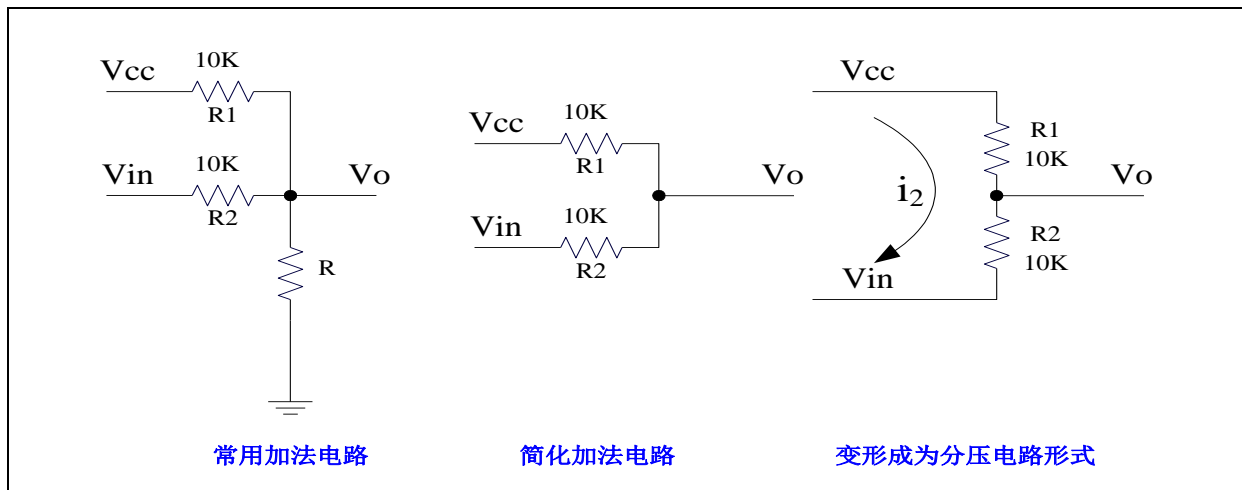 Vcc
10K
R1
Vin
10K
R2
Vo
R
常用加法电路
Vcc
10K
R1
Vin
10K
R2
Vo
简化加法电路
Vcc
R1
10K
i₂
Vo
R2
10K
Vin
变形成为分压电路形式